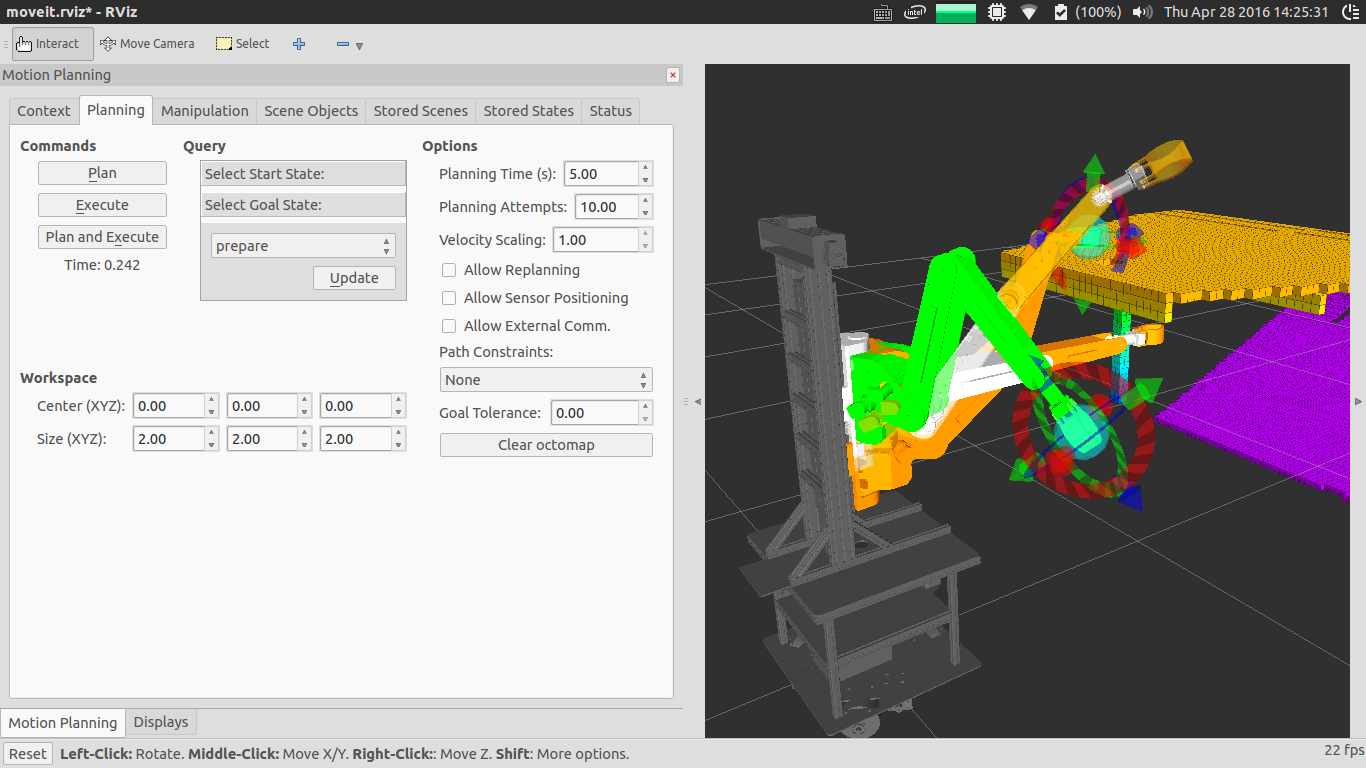 moveit.rviz* - RViz
intel
(100%)
Thu Apr 28 2016 14:25:31
Interact
Move Camera
Select
Motion Planning
Context
Planning
Manipulation
Scene Objects
Stored Scenes
Stored States
Status
Commands
Query
Options
Plan
Select Start State:
Planning Time (s):
5.00
Execute
Select Goal State:
Planning Attempts:
10.00
Plan and Execute
prepare
Velocity Scaling:
1.00
Time: 0.242
Allow Replanning
Update
Allow Sensor Positioning
Allow External Comm.
Path Constraints:
Workspace
None
Center (XYZ):
0.00
0.00
0.00
Goal Tolerance:
0.00
Size (XYZ):
2.00
2.00
2.00
Clear octomap
Motion Planning
Displays
Reset
Left-Click: Rotate. Middle-Click: Move X/Y. Right-Click:: Move Z. Shift: More options.
22 fps